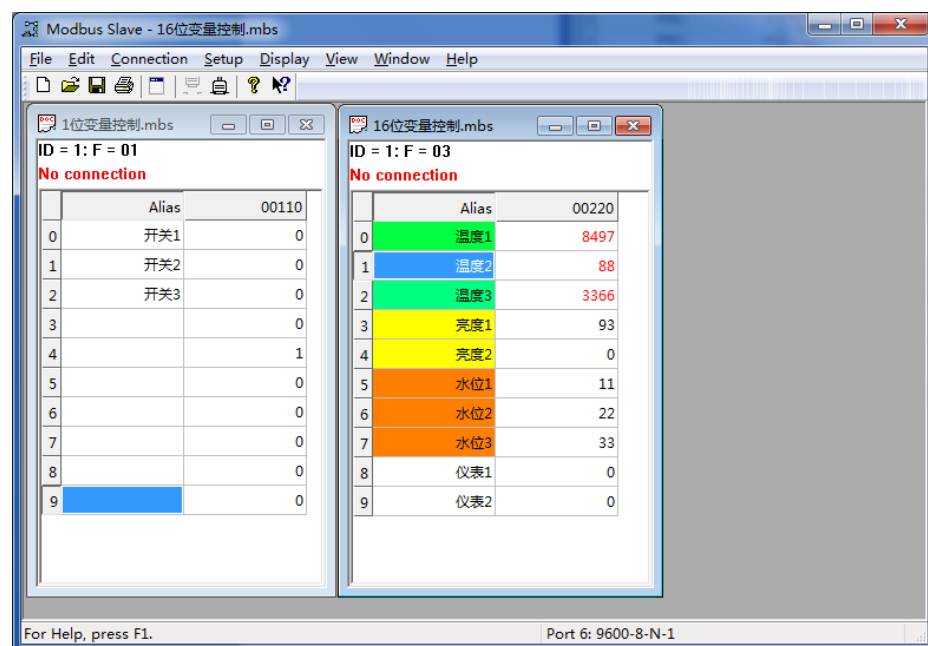 Modbus Slave - 16位变量控制.mbs
File Edit Connection Setup Display View Window Help
1位变量控制.mbs
ID = 1: F = 01
No connection
Alias 00110
0 开关1 0
1 开关2 0
2 开关3 0
3 0
4 1
5 0
6 0
7 0
8 0
9 0
16位变量控制.mbs
ID = 1: F = 03
No connection
Alias 00220
0 温度1 8497
1 温度2 88
2 温度3 3366
3 亮度1 93
4 亮度2 0
5 水位1 11
6 水位2 22
7 水位3 33
8 仪表1 0
9 仪表2 0
For Help, press F1. Port 6: 9600-8-N-1